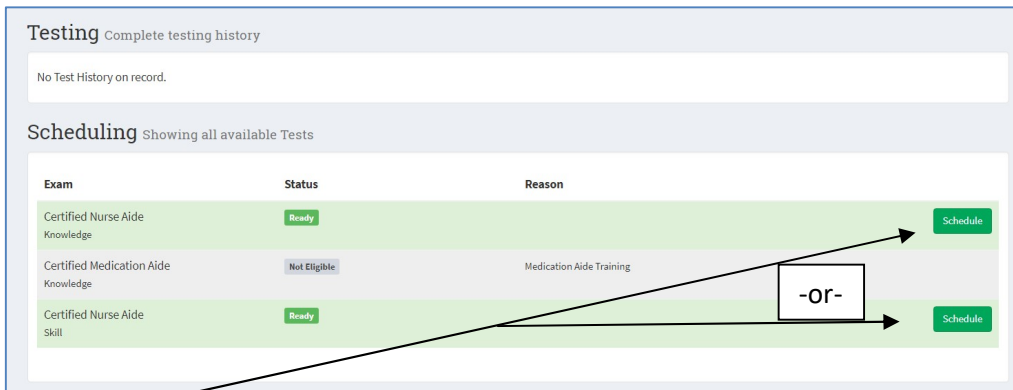 Testing Complete testing history
No Test History on record.
Scheduling Showing all available Tests
Exam Status Reason
Certified Nurse Aide Ready Schedule
Knowledge
Certified Medication Aide Not Eligible Medication Aide Training
Knowledge
-or-
Certified Nurse Aide Ready Schedule
Skill